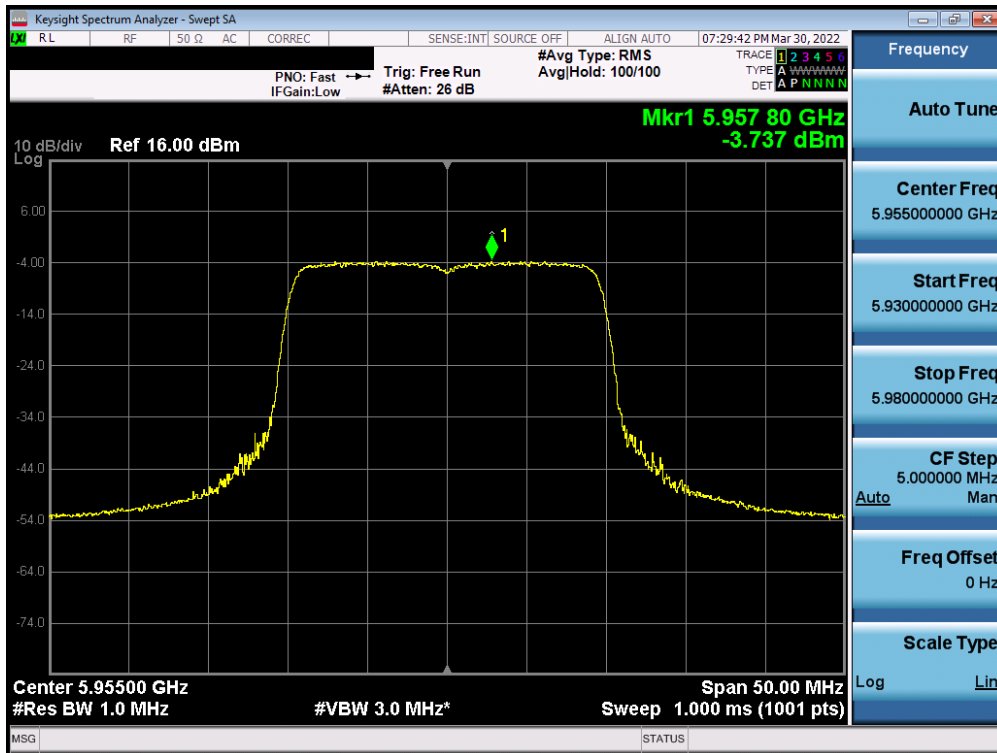 Keysight Spectrum Analyzer - Swept SA
LXI RL RF 50 Ω AC CORREC SENSE:INT SOURCE OFF ALIGN AUTO 07:29:42 PM Mar 30, 2022
#Avg Type: RMS TRACE 1 2 3 4 5 6
PNO: Fast Trig: Free Run Avg|Hold: 100/100 TYPE A WWWWW
IFGain:Low #Atten: 26 dB DET A P N N N N
Mkr1 5.957 80 GHz
-3.737 dBm
10 dB/div Ref 16.00 dBm
Log
6.00
1
-4.00
-14.0
-24.0
-34.0
-44.0
-54.0
-64.0
-74.0
Center 5.95500 GHz Span 50.00 MHz
#Res BW 1.0 MHz #VBW 3.0 MHz* Sweep 1.000 ms (1001 pts)
MSG STATUS
Frequency
Auto Tune
Center Freq
5.955000000 GHz
Start Freq
5.930000000 GHz
Stop Freq
5.980000000 GHz
CF Step
5.000000 MHz
Auto Man
Freq Offset
0 Hz
Scale Type
Log Lin